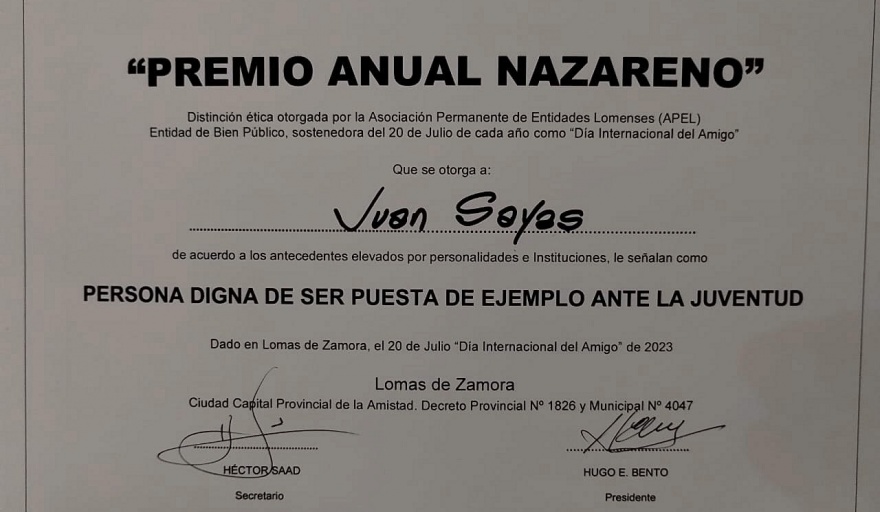 “PREMIO ANUAL NAZARENO”
Distinción ética otorgada por la Asociación Permanente de Entidades Lomenses (APEL)
Entidad de Bien Público, sostenedora del 20 de Julio de cada año como “Día Internacional del Amigo”
Que se otorga a:
Juan Sayas
de acuerdo a los antecedentes elevados por personalidades e Instituciones, le señalan como
PERSONA DIGNA DE SER PUESTA DE EJEMPLO ANTE LA JUVENTUD
Dado en Lomas de Zamora, el 20 de Julio “Día Internacional del Amigo” de 2023
Lomas de Zamora
Ciudad Capital Provincial de la Amistad. Decreto Provincial Nº 1826 y Municipal Nº 4047
HÉCTOR SAAD
Secretario
HUGO E. BENTO
Presidente